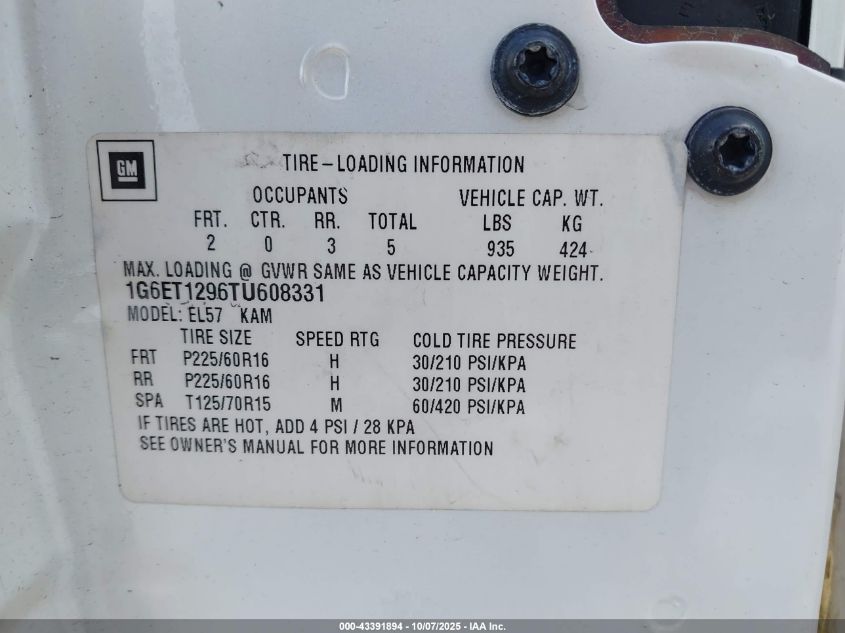 GM
TIRE-LOADING INFORMATION
OCCUPANTS VEHICLE CAP. WT.
FRT. CTR. RR. TOTAL LBS KG
2 0 3 5 935 424
MAX. LOADING @ GVWR SAME AS VEHICLE CAPACITY WEIGHT.
1G6ET1296TU608331
MODEL: EL57 KAM
TIRE SIZE SPEED RTG COLD TIRE PRESSURE
FRT P225/60R16 H 30/210 PSI/KPA
RR P225/60R16 H 30/210 PSI/KPA
SPA T125/70R15 M 60/420 PSI/KPA
IF TIRES ARE HOT, ADD 4 PSI / 28 KPA
SEE OWNER'S MANUAL FOR MORE INFORMATION
000-43391894 - 10/07/2025 - IAA Inc.